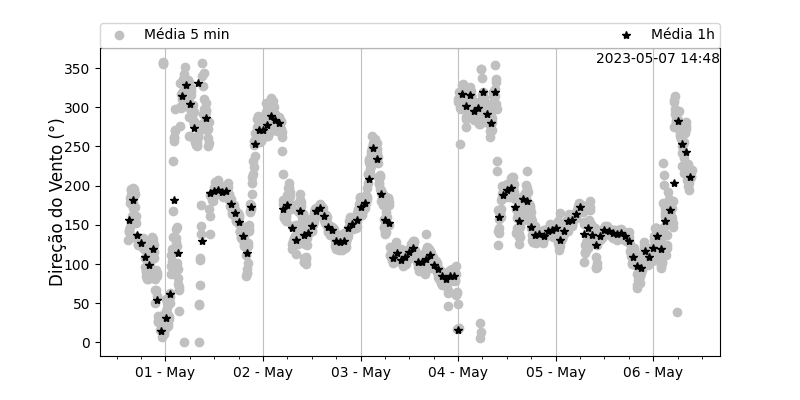 Média 5 min
Média 1h
2023-05-07 14:48
Direção do Vento (°)
350
300
250
200
150
100
50
0
01 - May
02 - May
03 - May
04 - May
05 - May
06 - May